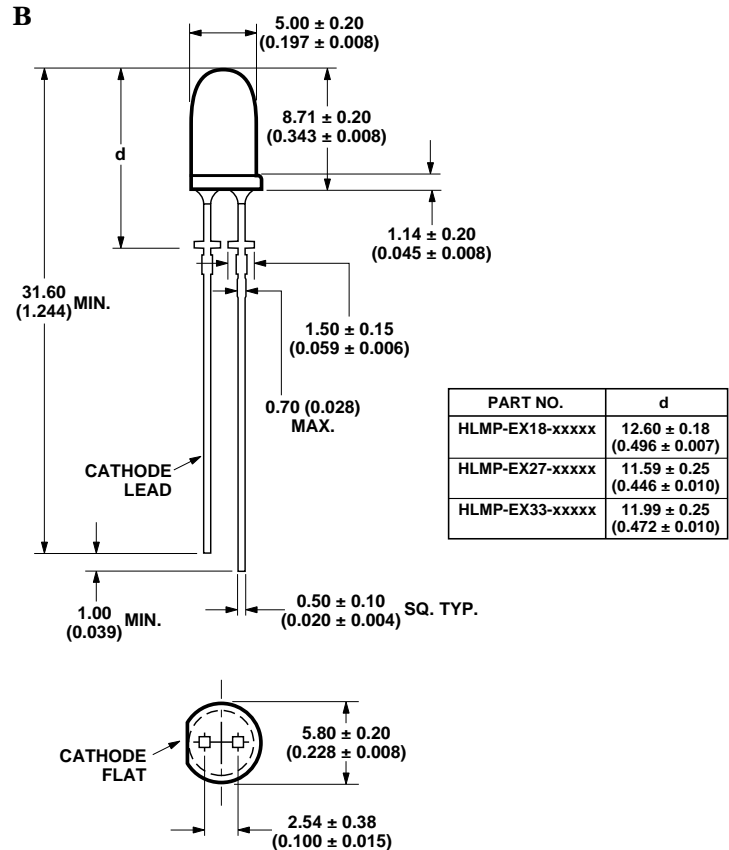 B
5.00 ± 0.20
(0.197 ± 0.008)
8.71 ± 0.20
(0.343 ± 0.008)
d
1.14 ± 0.20
(0.045 ± 0.008)
31.60
(1.244) MIN.
1.50 ± 0.15
(0.059 ± 0.006)
0.70 (0.028)
MAX.
CATHODE
LEAD
1.00
(0.039) MIN.
0.50 ± 0.10
(0.020 ± 0.004) SQ. TYP.
PART NO. d
HLMP-EX18-xxxxx 12.60 ± 0.18
(0.496 ± 0.007)
HLMP-EX27-xxxxx 11.59 ± 0.25
(0.446 ± 0.010)
HLMP-EX33-xxxxx 11.99 ± 0.25
(0.472 ± 0.010)
CATHODE
FLAT
5.80 ± 0.20
(0.228 ± 0.008)
2.54 ± 0.38
(0.100 ± 0.015)